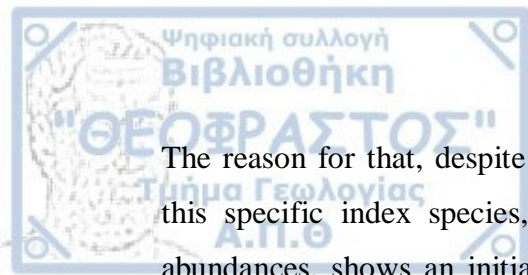 Ψηφιακή συλλογή
Βιβλιοθήκη
"ΘΕΟΦΡΑΣΤΟΣ"
The reason for that, despite
Τμήμα Γεωλογίας
this specific index species,
Α.Π.Θ
abundances, shows an initia